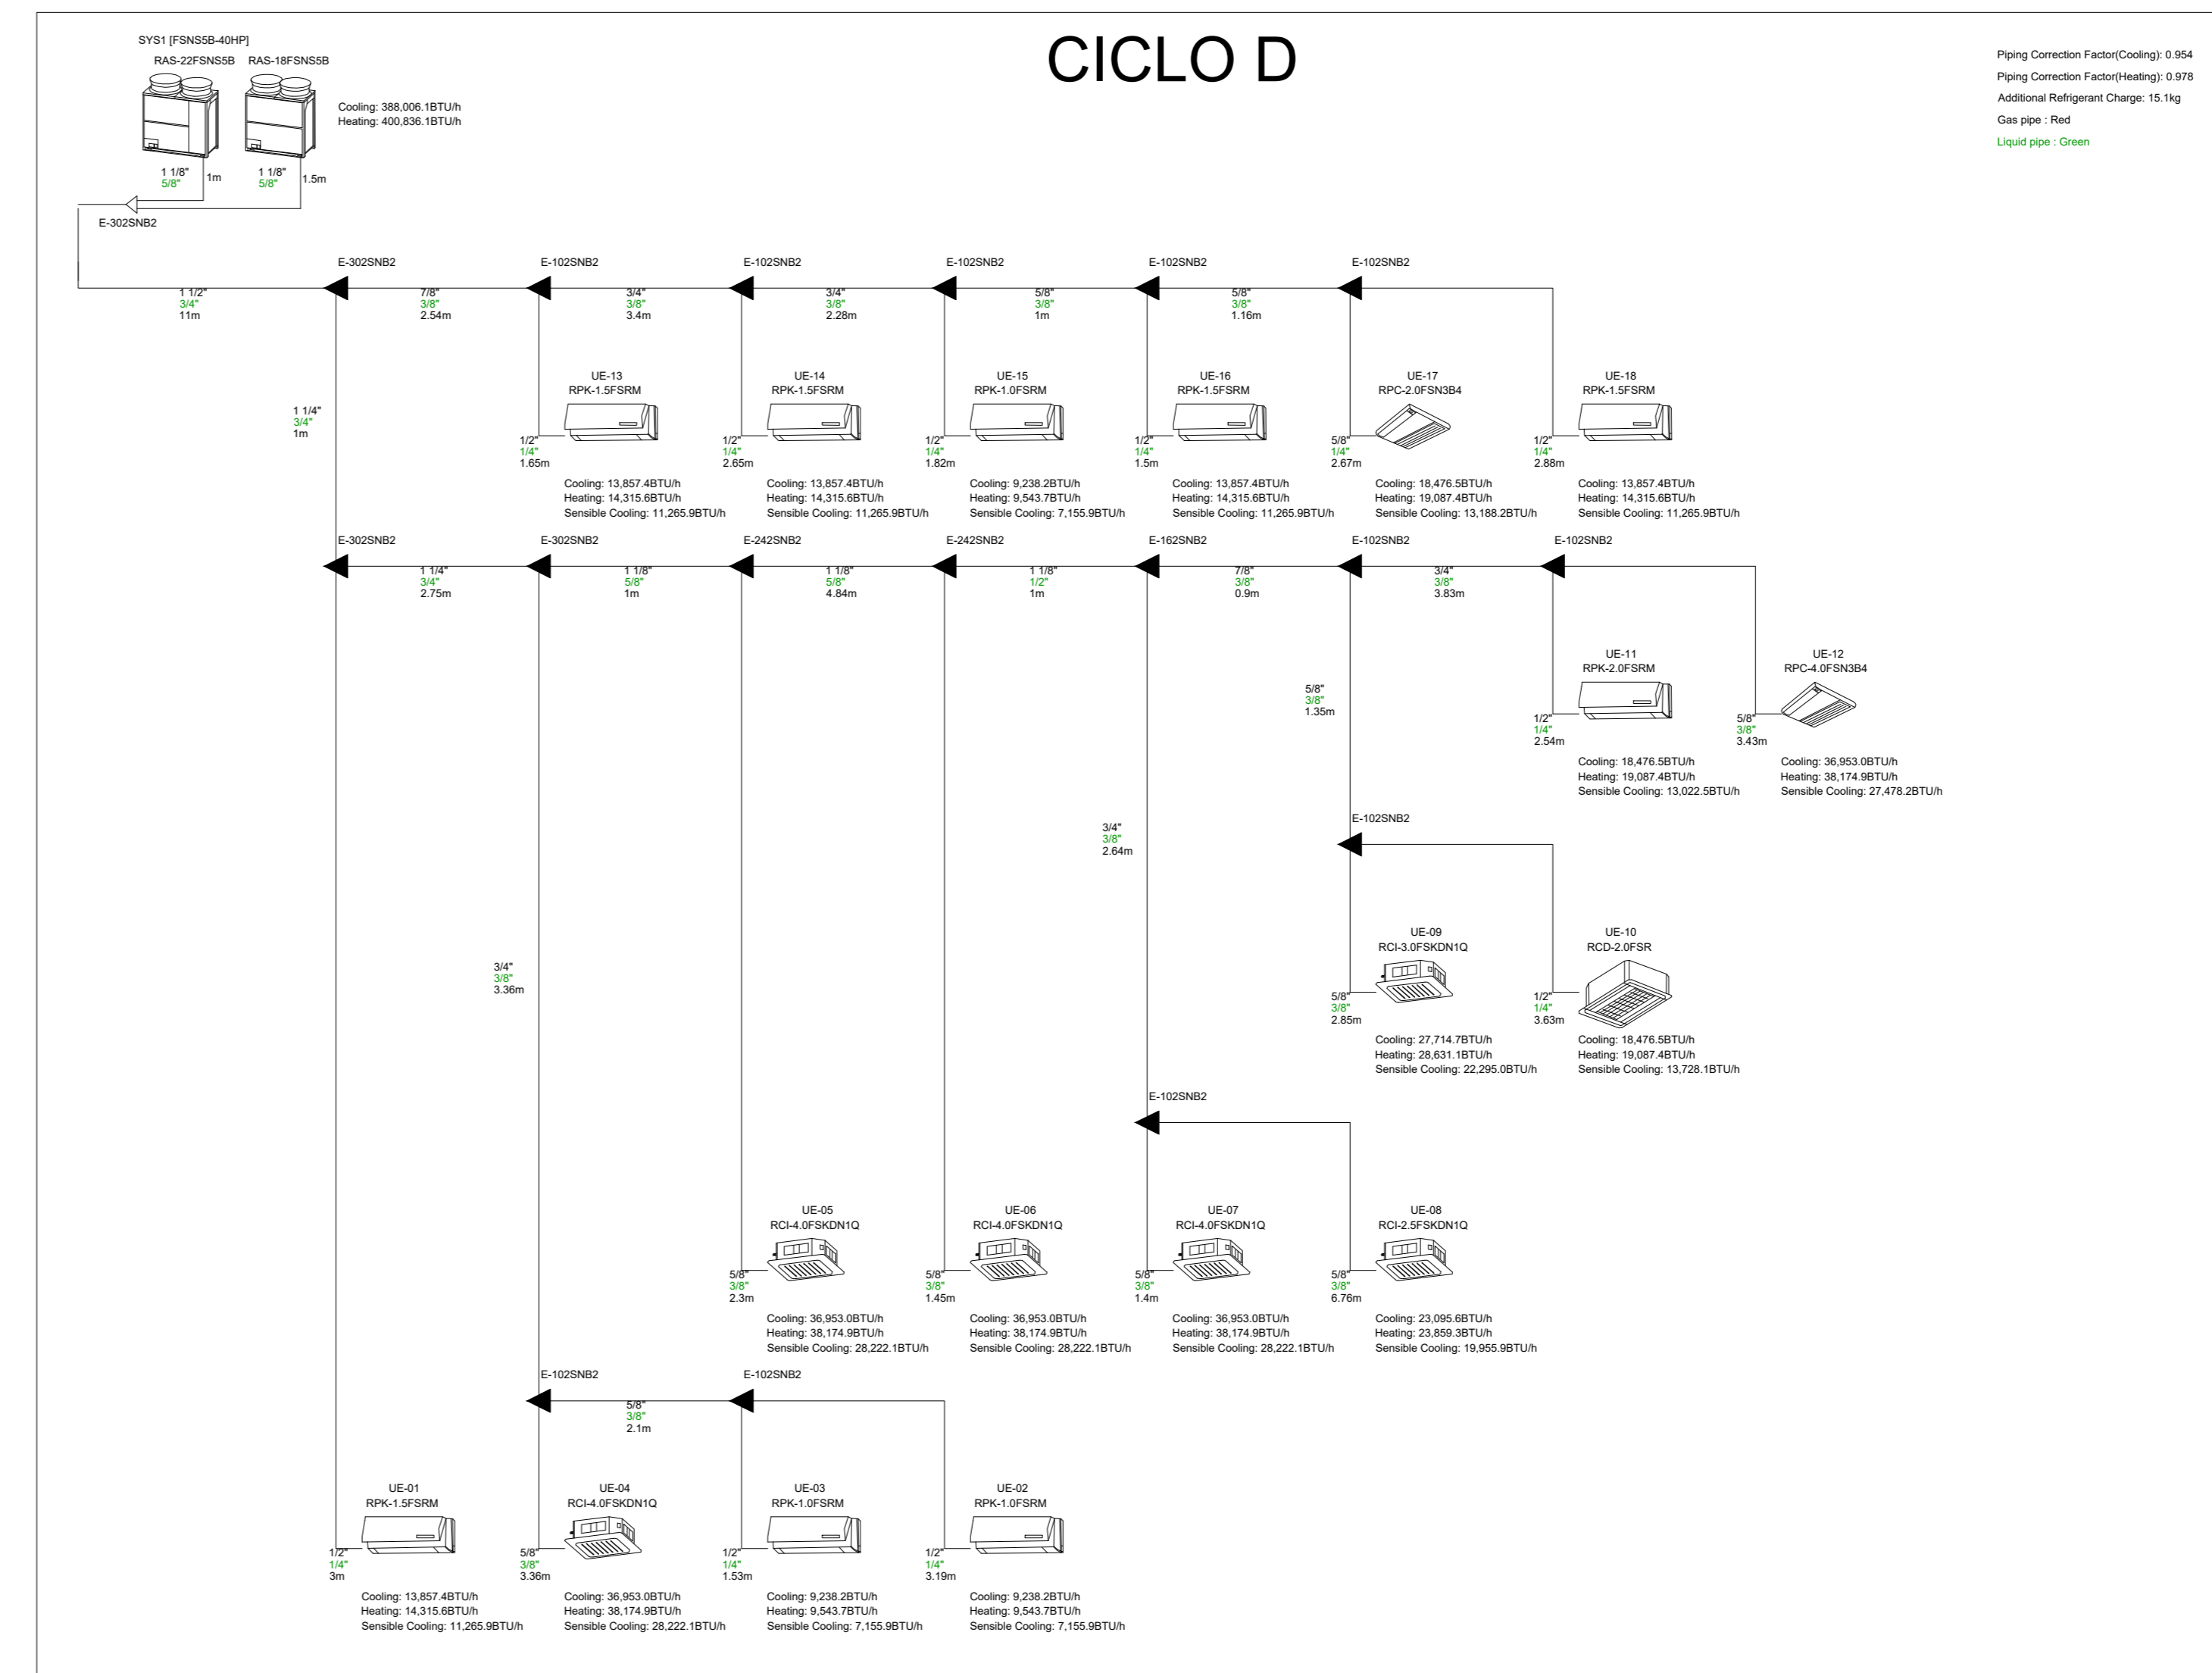 CICLO D
SYS1 [FSNS5B-40HP]
RAS-22FSNS5B
RAS-18FSNS5B
Cooling: 388,006.1BTU/h
Heating: 400,836.1BTU/h
1 1/8"
5/8"
1m
1 1/8"
5/8"
1.5m
E-302SNB2
Piping Correction Factor(Cooling): 0.954
Piping Correction Factor(Heating): 0.978
Additional Refrigerant Charge: 15.1kg
Gas pipe : Red
Liquid pipe : Green
E-302SNB2
E-102SNB2
E-102SNB2
E-102SNB2
E-102SNB2
E-102SNB2
1 1/2"
3/4"
11m
7/8"
3/8"
2.54m
3/4"
3/8"
3.4m
3/4"
3/8"
2.28m
5/8"
3/8"
1m
5/8"
3/8"
1.16m
1 1/4"
3/4"
1m
UE-13
RPK-1.5FSRM
1/2"
1/4"
1.65m
Cooling: 13,857.4BTU/h
Heating: 14,315.6BTU/h
Sensible Cooling: 11,265.9BTU/h
UE-14
RPK-1.5FSRM
1/2"
1/4"
2.65m
Cooling: 13,857.4BTU/h
Heating: 14,315.6BTU/h
Sensible Cooling: 11,265.9BTU/h
UE-15
RPK-1.0FSRM
1/2"
1/4"
1.82m
Cooling: 9,238.2BTU/h
Heating: 9,543.7BTU/h
Sensible Cooling: 7,155.9BTU/h
UE-16
RPK-1.5FSRM
1/2"
1/4"
1.5m
Cooling: 13,857.4BTU/h
Heating: 14,315.6BTU/h
Sensible Cooling: 11,265.9BTU/h
UE-17
RPC-2.0FSN3B4
5/8"
1/4"
2.67m
Cooling: 18,476.5BTU/h
Heating: 19,087.4BTU/h
Sensible Cooling: 13,188.2BTU/h
UE-18
RPK-1.5FSRM
1/2"
1/4"
2.88m
Cooling: 13,857.4BTU/h
Heating: 14,315.6BTU/h
Sensible Cooling: 11,265.9BTU/h
E-302SNB2
E-302SNB2
E-242SNB2
E-242SNB2
E-162SNB2
E-102SNB2
E-102SNB2
1 1/4"
3/4"
2.75m
1 1/8"
5/8"
1m
1 1/8"
5/8"
4.84m
1 1/8"
1/2"
1m
7/8"
3/8"
0.9m
3/4"
3/8"
3.83m
5/8"
3/8"
1.35m
UE-11
RPK-2.0FSRM
1/2"
1/4"
2.54m
Cooling: 18,476.5BTU/h
Heating: 19,087.4BTU/h
Sensible Cooling: 13,022.5BTU/h
UE-12
RPC-4.0FSN3B4
5/8"
3/8"
3.43m
Cooling: 36,953.0BTU/h
Heating: 38,174.9BTU/h
Sensible Cooling: 27,478.2BTU/h
3/4"
3/8"
2.64m
E-102SNB2
UE-09
RCI-3.0FSKDN1Q
5/8"
3/8"
2.85m
Cooling: 27,714.7BTU/h
Heating: 28,631.1BTU/h
Sensible Cooling: 22,295.0BTU/h
UE-10
RCD-2.0FSR
1/2"
1/4"
3.63m
Cooling: 18,476.5BTU/h
Heating: 19,087.4BTU/h
Sensible Cooling: 13,728.1BTU/h
3/4"
3/8"
3.36m
E-102SNB2
UE-05
RCI-4.0FSKDN1Q
5/8"
3/8"
2.3m
Cooling: 36,953.0BTU/h
Heating: 38,174.9BTU/h
Sensible Cooling: 28,222.1BTU/h
UE-06
RCI-4.0FSKDN1Q
5/8"
3/8"
1.45m
Cooling: 36,953.0BTU/h
Heating: 38,174.9BTU/h
Sensible Cooling: 28,222.1BTU/h
UE-07
RCI-4.0FSKDN1Q
5/8"
3/8"
1.4m
Cooling: 36,953.0BTU/h
Heating: 38,174.9BTU/h
Sensible Cooling: 28,222.1BTU/h
UE-08
RCI-2.5FSKDN1Q
5/8"
3/8"
6.76m
Cooling: 23,095.6BTU/h
Heating: 23,859.3BTU/h
Sensible Cooling: 19,955.9BTU/h
E-102SNB2
E-102SNB2
5/8"
3/8"
2.1m
UE-01
RPK-1.5FSRM
1/2"
1/4"
3m
Cooling: 13,857.4BTU/h
Heating: 14,315.6BTU/h
Sensible Cooling: 11,265.9BTU/h
UE-04
RCI-4.0FSKDN1Q
5/8"
3/8"
3.36m
Cooling: 36,953.0BTU/h
Heating: 38,174.9BTU/h
Sensible Cooling: 28,222.1BTU/h
UE-03
RPK-1.0FSRM
1/2"
1/4"
1.53m
Cooling: 9,238.2BTU/h
Heating: 9,543.7BTU/h
Sensible Cooling: 7,155.9BTU/h
UE-02
RPK-1.0FSRM
1/2"
1/4"
3.19m
Cooling: 9,238.2BTU/h
Heating: 9,543.7BTU/h
Sensible Cooling: 7,155.9BTU/h